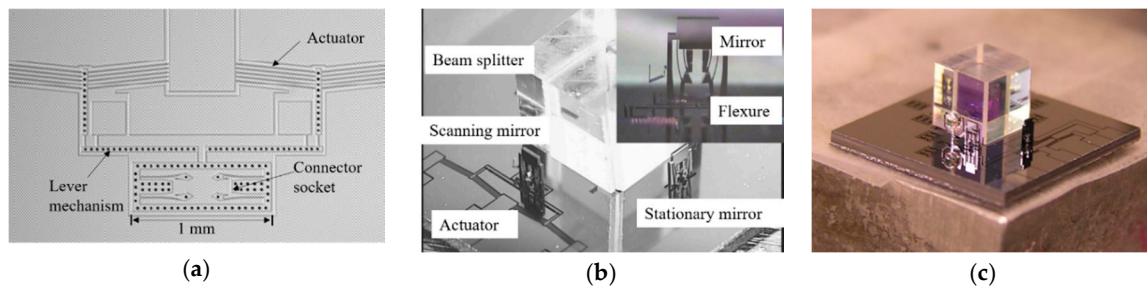 Actuator
Lever
mechanism
Connector
socket
1 mm
Beam splitter
Mirror
Flexure
Scanning mirror
Actuator
Stationary mirror
(a)
(b)
(c)